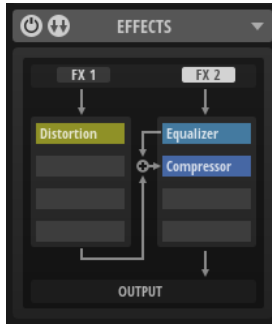 EFFECTS
FX 1
FX 2
Distortion
Equalizer
Compressor
OUTPUT